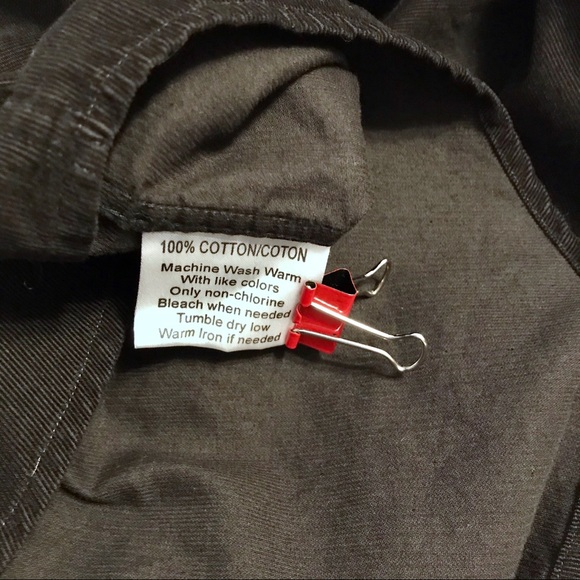 100% COTTON/COTON
Machine Wash Warm
With like colors
Only non-chlorine
Bleach when needed
Tumble dry low
Warm Iron if needed